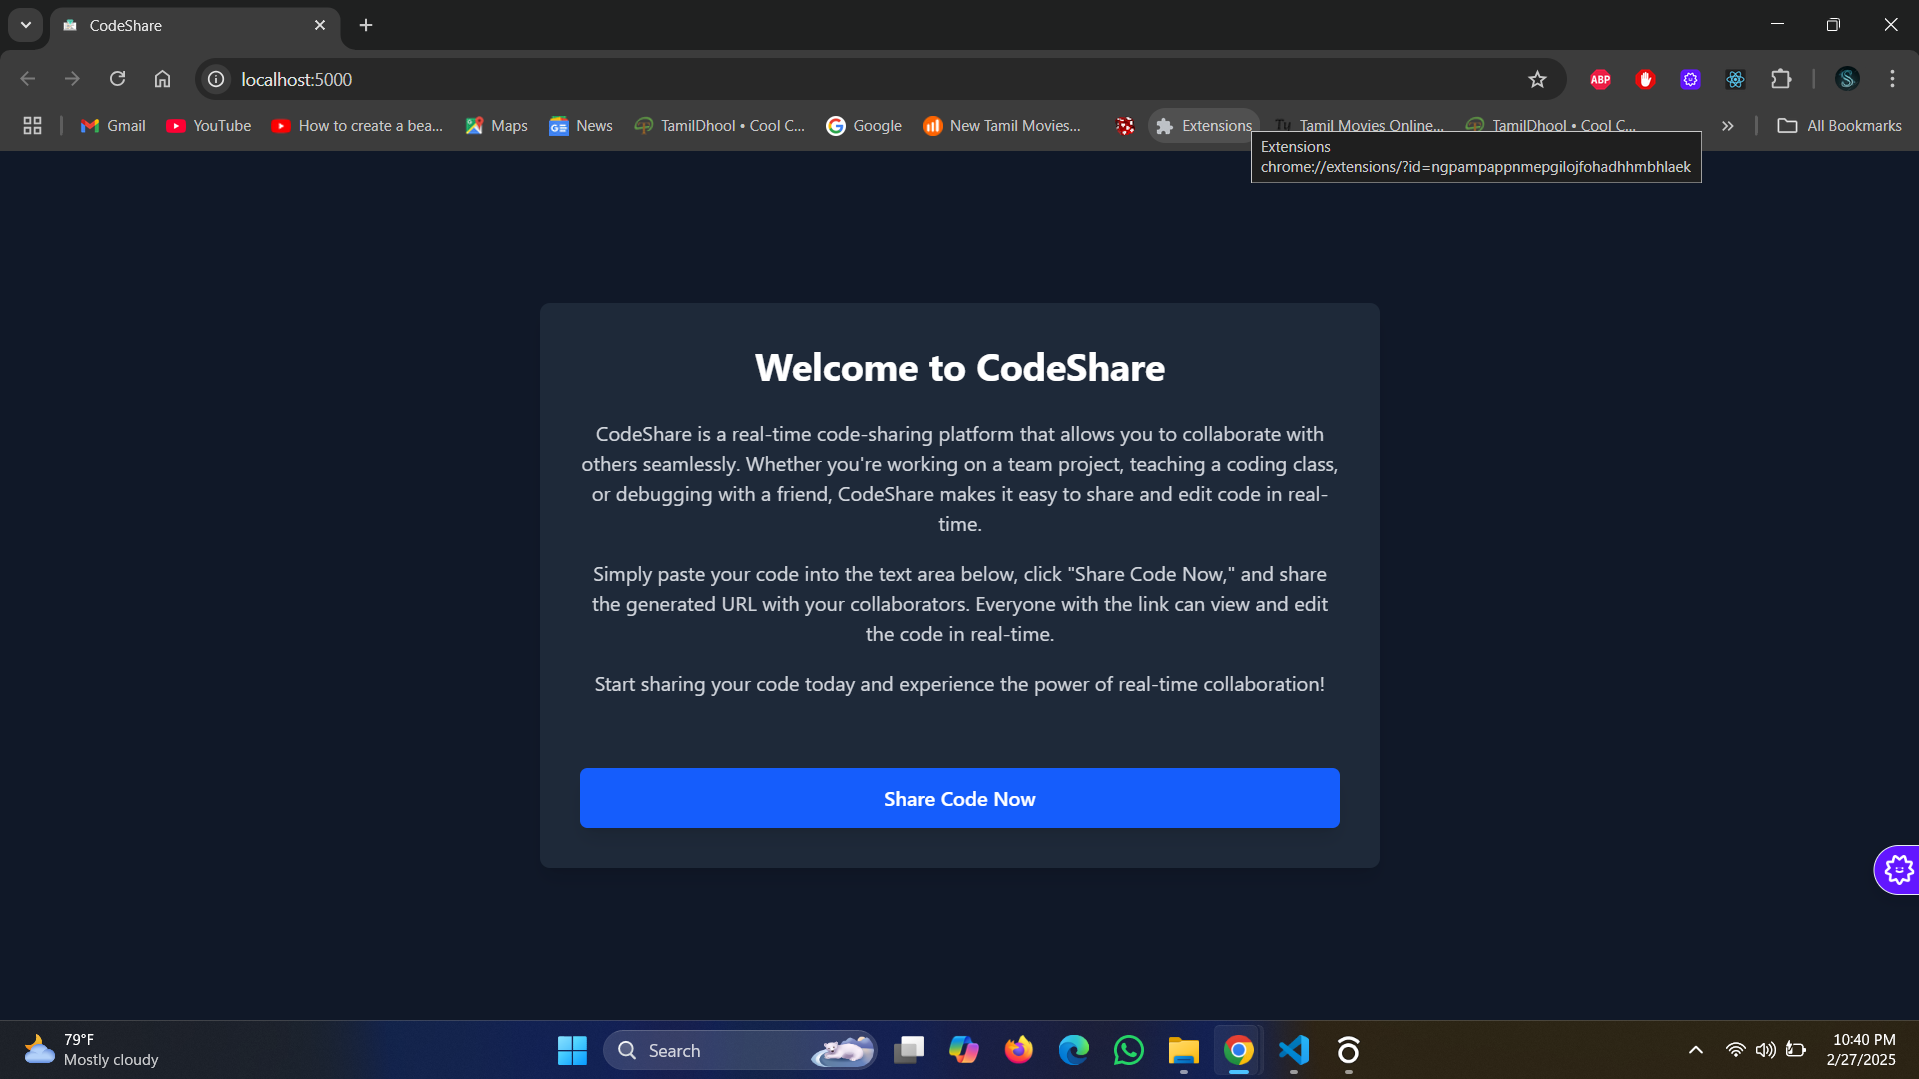 CodeShare
localhost:5000
ABP
Gmail
YouTube
How to create a bea...
Maps
News
TamilDhool • Cool C...
Google
New Tamil Movies...
Extensions
Tamil Movies Online...
TamilDhool • Cool C...
All Bookmarks
Extensions
chrome://extensions/?id=ngpampappnmepgilojfohadhhmbhlaek
Welcome to CodeShare
CodeShare is a real-time code-sharing platform that allows you to collaborate with
others seamlessly. Whether you're working on a team project, teaching a coding class,
or debugging with a friend, CodeShare makes it easy to share and edit code in real-
time.
Simply paste your code into the text area below, click "Share Code Now," and share
the generated URL with your collaborators. Everyone with the link can view and edit
the code in real-time.
Start sharing your code today and experience the power of real-time collaboration!
Share Code Now
79°F
Mostly cloudy
Search
10:40 PM
2/27/2025